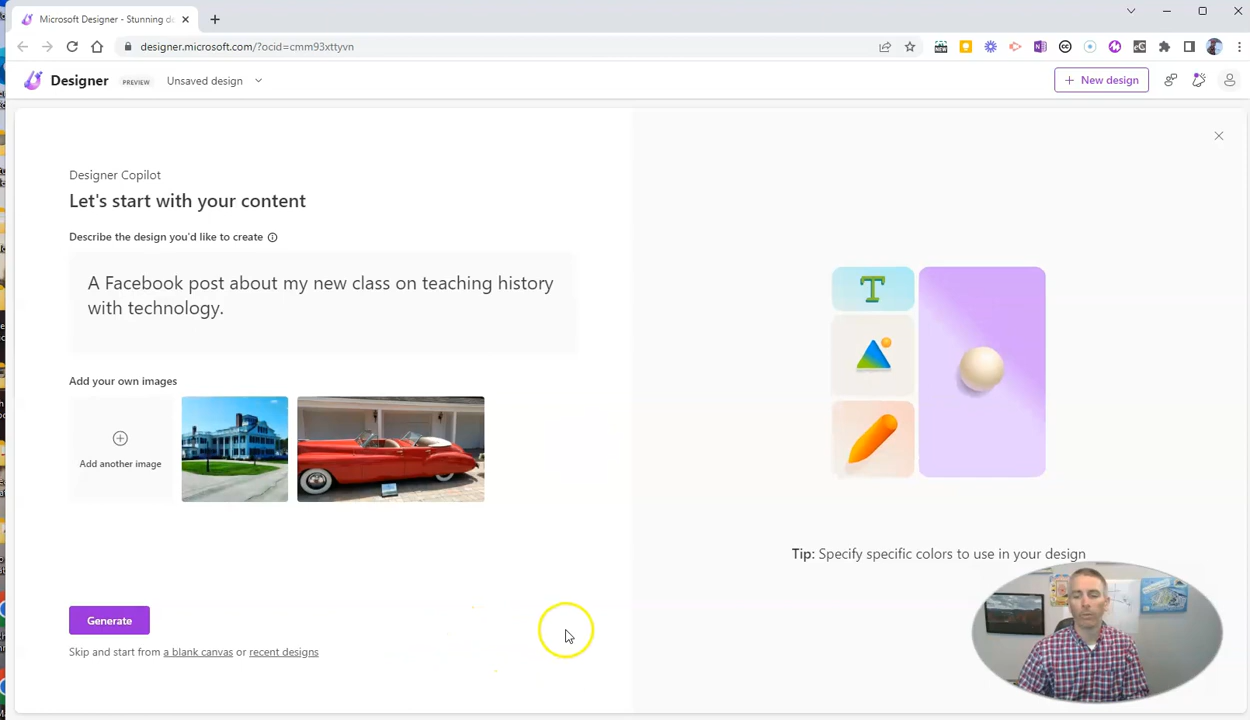 Microsoft Designer - Stunning de
designer.microsoft.com/?ocid=cmm93xttyvn
NEW
Designer PREVIEW Unsaved design
+ New design
Designer Copilot
Let's start with your content
Describe the design you'd like to create
A Facebook post about my new class on teaching history
with technology.
Add your own images
Add another image
T
Tip: Specify specific colors to use in your design
Generate
Skip and start from a blank canvas or recent designs